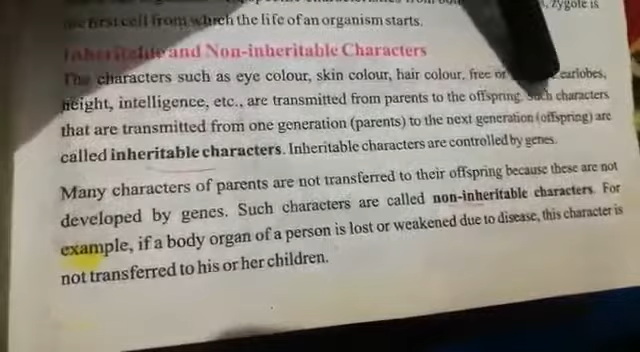 , zygote is
first cell from which the life of an organism starts.
Inheritable and Non-inheritable Characters
The characters such as eye colour, skin colour, hair colour, free or earlobes,
height, intelligence, etc., are transmitted from parents to the offspring. Such characters
that are transmitted from one generation (parents) to the next generation (offspring) are
called inheritable characters. Inheritable characters are controlled by genes.
Many characters of parents are not transferred to their offspring because these are not
developed by genes. Such characters are called non-inheritable characters. For
example, if a body organ of a person is lost or weakened due to disease, this character is
not transferred to his or her children.